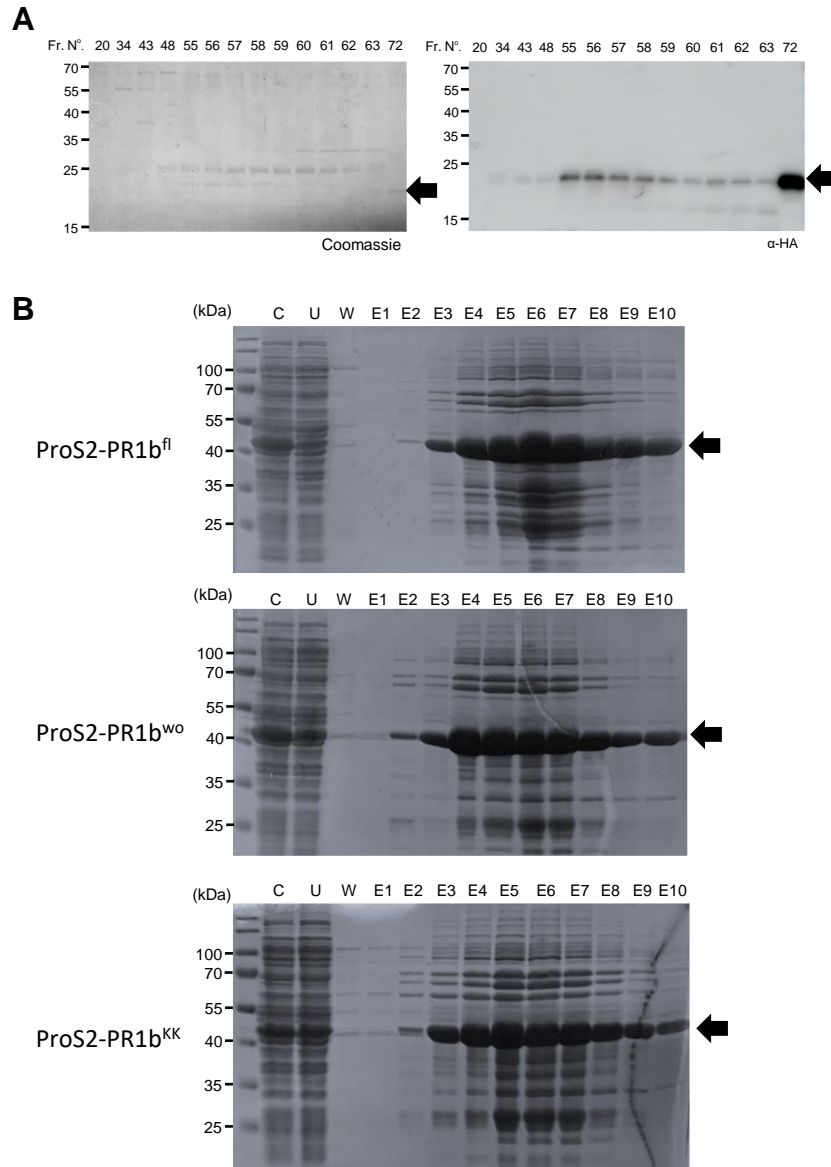 A
Fr. N°. 20 34 43 48 55 56 57 58 59 60 61 62 63 72
70
55
40
35
25
15
Coomassie
Fr. N°. 20 34 43 48 55 56 57 58 59 60 61 62 63 72
70
55
40
35
25
15
α-HA
B
(kDa) C U W E1 E2 E3 E4 E5 E6 E7 E8 E9 E10
100
70
55
40
35
25
ProS2-PR1bfl
(kDa) C U W E1 E2 E3 E4 E5 E6 E7 E8 E9 E10
100
70
55
40
35
25
ProS2-PR1bwo
(kDa) C U W E1 E2 E3 E4 E5 E6 E7 E8 E9 E10
100
70
55
40
35
25
ProS2-PR1bKK